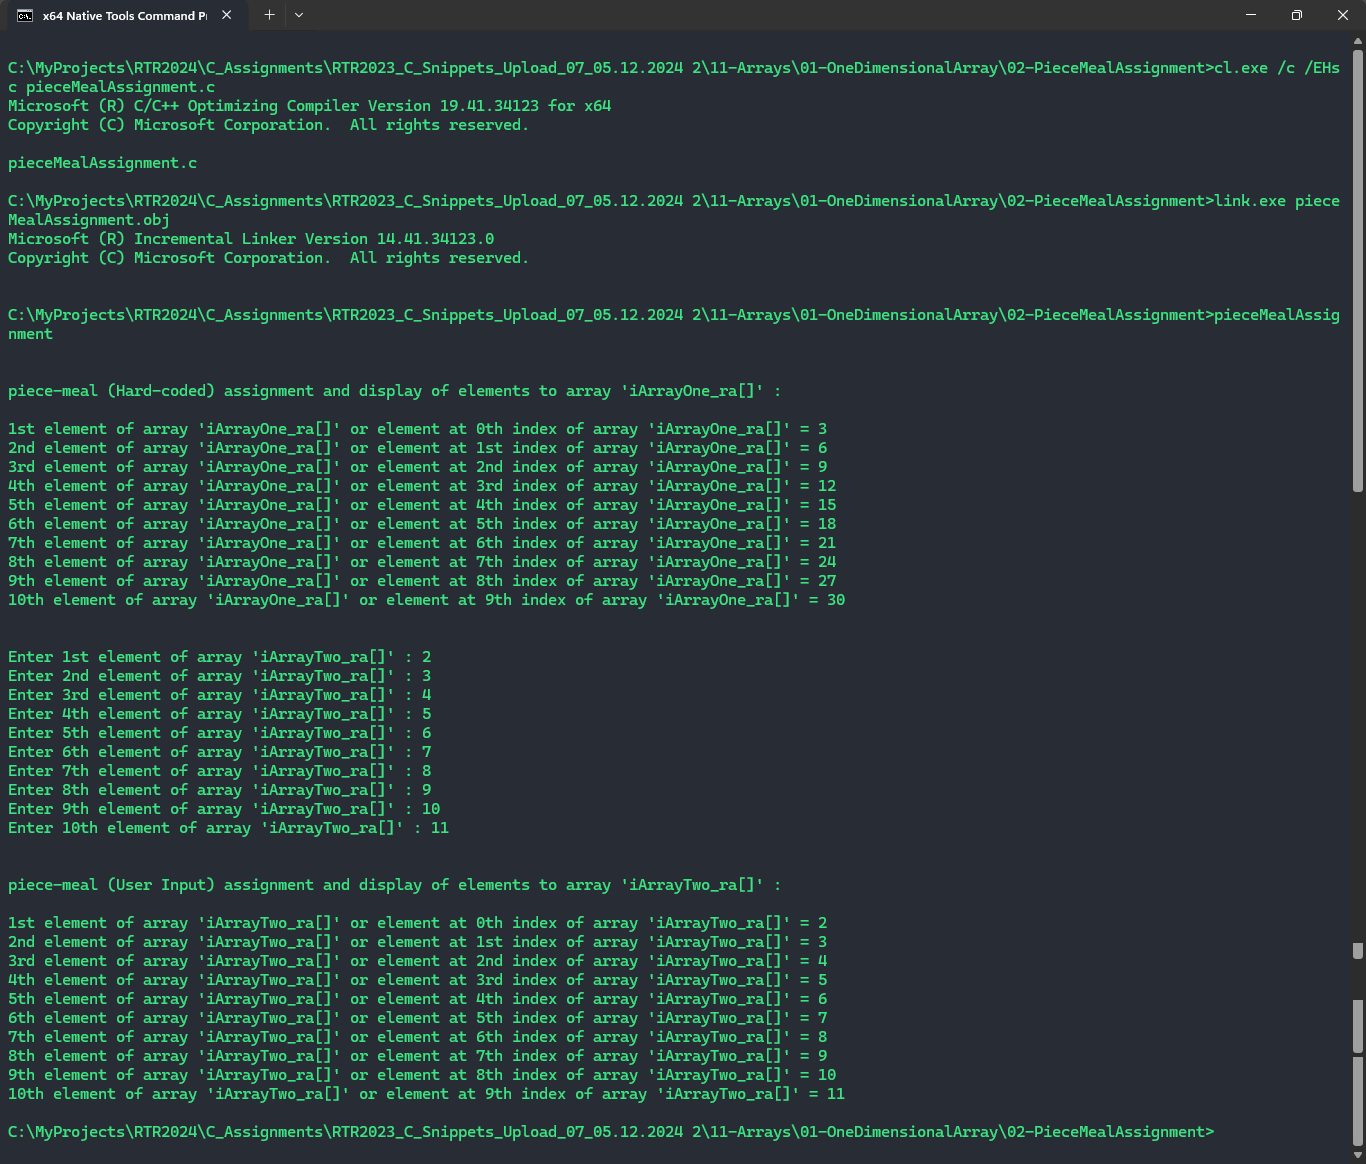 x64 Native Tools Command P
C:\MyProjects\RTR2024\C_Assignments\RTR2023_C_Snippets_Upload_07_05.12.2024 2\11-Arrays\01-OneDimensionalArray\02-PieceMealAssignment>cl.exe /c /EHs
c pieceMealAssignment.c
Microsoft (R) C/C++ Optimizing Compiler Version 19.41.34123 for x64
Copyright (C) Microsoft Corporation.  All rights reserved.
pieceMealAssignment.c
C:\MyProjects\RTR2024\C_Assignments\RTR2023_C_Snippets_Upload_07_05.12.2024 2\11-Arrays\01-OneDimensionalArray\02-PieceMealAssignment>link.exe piece
MealAssignment.obj
Microsoft (R) Incremental Linker Version 14.41.34123.0
Copyright (C) Microsoft Corporation.  All rights reserved.
C:\MyProjects\RTR2024\C_Assignments\RTR2023_C_Snippets_Upload_07_05.12.2024 2\11-Arrays\01-OneDimensionalArray\02-PieceMealAssignment>pieceMealAssig
nment
piece-meal (Hard-coded) assignment and display of elements to array 'iArrayOne_ra[]' :
1st element of array 'iArrayOne_ra[]' or element at 0th index of array 'iArrayOne_ra[]' = 3
2nd element of array 'iArrayOne_ra[]' or element at 1st index of array 'iArrayOne_ra[]' = 6
3rd element of array 'iArrayOne_ra[]' or element at 2nd index of array 'iArrayOne_ra[]' = 9
4th element of array 'iArrayOne_ra[]' or element at 3rd index of array 'iArrayOne_ra[]' = 12
5th element of array 'iArrayOne_ra[]' or element at 4th index of array 'iArrayOne_ra[]' = 15
6th element of array 'iArrayOne_ra[]' or element at 5th index of array 'iArrayOne_ra[]' = 18
7th element of array 'iArrayOne_ra[]' or element at 6th index of array 'iArrayOne_ra[]' = 21
8th element of array 'iArrayOne_ra[]' or element at 7th index of array 'iArrayOne_ra[]' = 24
9th element of array 'iArrayOne_ra[]' or element at 8th index of array 'iArrayOne_ra[]' = 27
10th element of array 'iArrayOne_ra[]' or element at 9th index of array 'iArrayOne_ra[]' = 30
Enter 1st element of array 'iArrayTwo_ra[]' : 2
Enter 2nd element of array 'iArrayTwo_ra[]' : 3
Enter 3rd element of array 'iArrayTwo_ra[]' : 4
Enter 4th element of array 'iArrayTwo_ra[]' : 5
Enter 5th element of array 'iArrayTwo_ra[]' : 6
Enter 6th element of array 'iArrayTwo_ra[]' : 7
Enter 7th element of array 'iArrayTwo_ra[]' : 8
Enter 8th element of array 'iArrayTwo_ra[]' : 9
Enter 9th element of array 'iArrayTwo_ra[]' : 10
Enter 10th element of array 'iArrayTwo_ra[]' : 11
piece-meal (User Input) assignment and display of elements to array 'iArrayTwo_ra[]' :
1st element of array 'iArrayTwo_ra[]' or element at 0th index of array 'iArrayTwo_ra[]' = 2
2nd element of array 'iArrayTwo_ra[]' or element at 1st index of array 'iArrayTwo_ra[]' = 3
3rd element of array 'iArrayTwo_ra[]' or element at 2nd index of array 'iArrayTwo_ra[]' = 4
4th element of array 'iArrayTwo_ra[]' or element at 3rd index of array 'iArrayTwo_ra[]' = 5
5th element of array 'iArrayTwo_ra[]' or element at 4th index of array 'iArrayTwo_ra[]' = 6
6th element of array 'iArrayTwo_ra[]' or element at 5th index of array 'iArrayTwo_ra[]' = 7
7th element of array 'iArrayTwo_ra[]' or element at 6th index of array 'iArrayTwo_ra[]' = 8
8th element of array 'iArrayTwo_ra[]' or element at 7th index of array 'iArrayTwo_ra[]' = 9
9th element of array 'iArrayTwo_ra[]' or element at 8th index of array 'iArrayTwo_ra[]' = 10
10th element of array 'iArrayTwo_ra[]' or element at 9th index of array 'iArrayTwo_ra[]' = 11
C:\MyProjects\RTR2024\C_Assignments\RTR2023_C_Snippets_Upload_07_05.12.2024 2\11-Arrays\01-OneDimensionalArray\02-PieceMealAssignment>